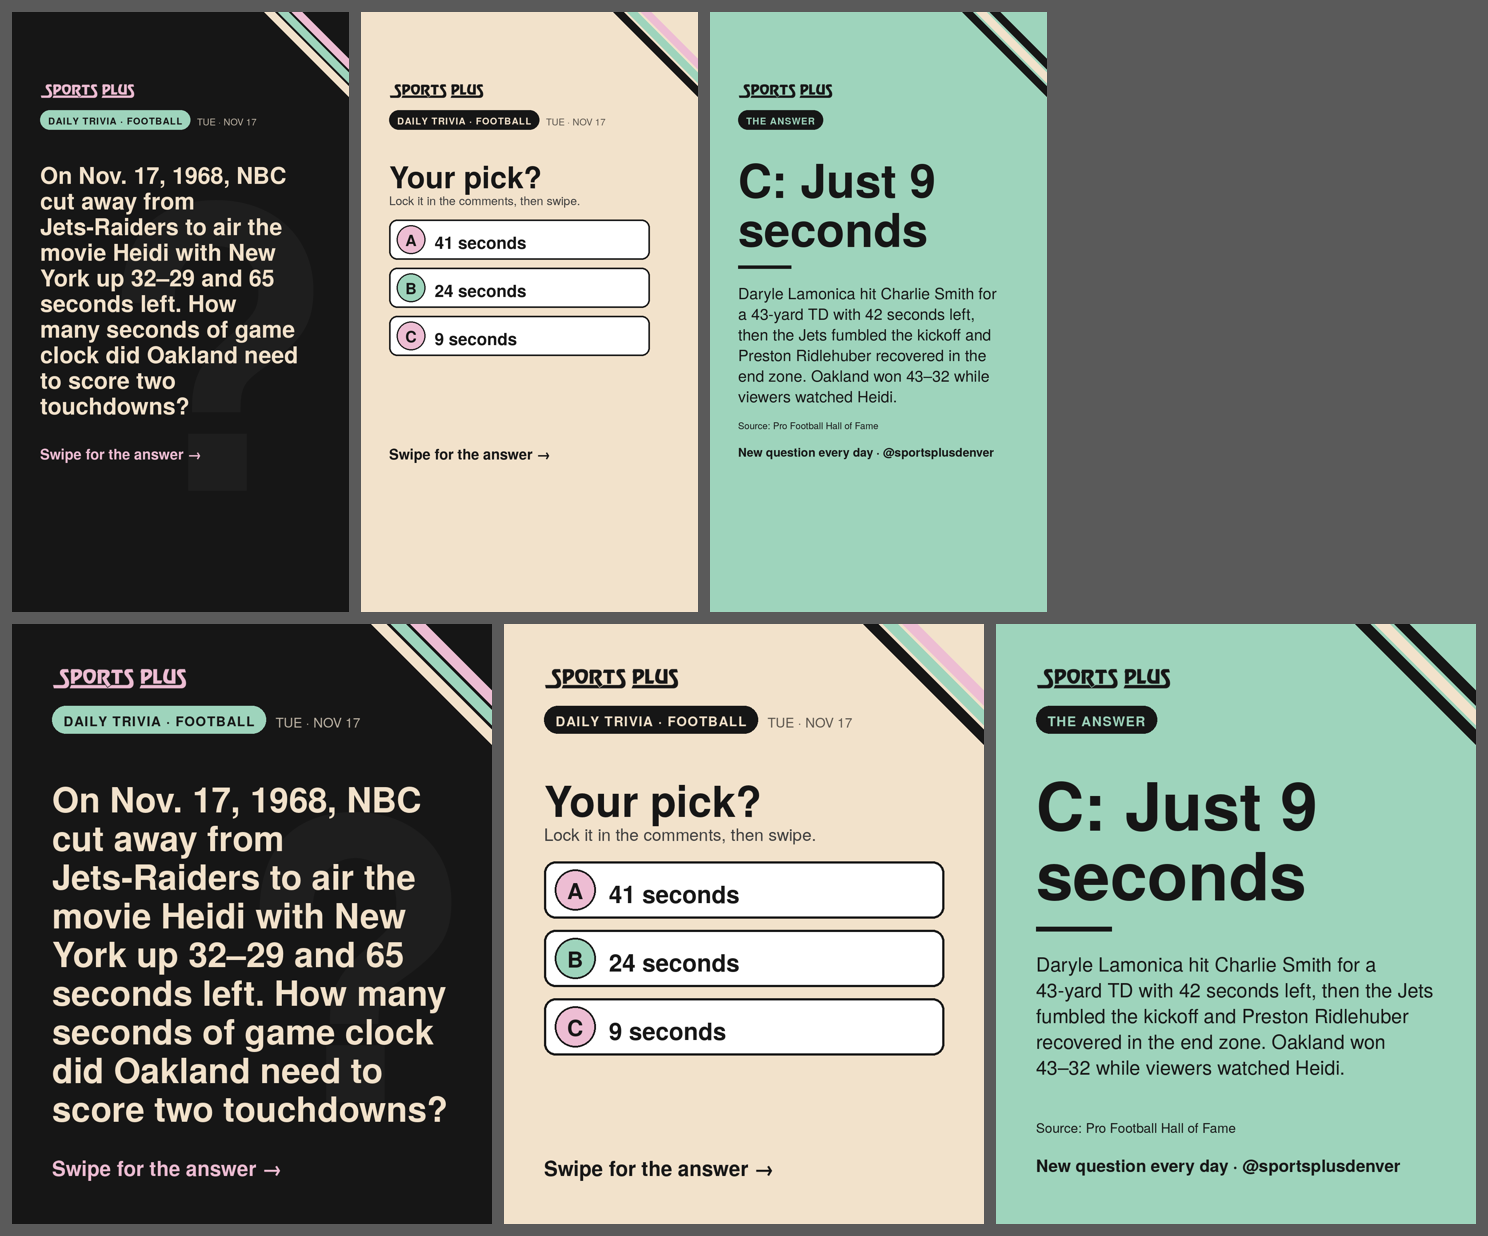 SPORTS PLUS
DAILY TRIVIA · FOOTBALL TUE · NOV 17
On Nov. 17, 1968, NBC
cut away from
Jets-Raiders to air the
movie Heidi with New
York up 32–29 and 65
seconds left. How
many seconds of game
clock did Oakland need
to score two
touchdowns?
Swipe for the answer →
?
SPORTS PLUS
DAILY TRIVIA · FOOTBALL TUE · NOV 17
Your pick?
Lock it in the comments, then swipe.
A 41 seconds
B 24 seconds
C 9 seconds
Swipe for the answer →
SPORTS PLUS
THE ANSWER
C: Just 9
seconds
Daryle Lamonica hit Charlie Smith for
a 43-yard TD with 42 seconds left,
then the Jets fumbled the kickoff and
Preston Ridlehuber recovered in the
end zone. Oakland won 43–32 while
viewers watched Heidi.
Source: Pro Football Hall of Fame
New question every day · @sportsplusdenver
SPORTS PLUS
DAILY TRIVIA · FOOTBALL TUE · NOV 17
On Nov. 17, 1968, NBC
cut away from
Jets-Raiders to air the
movie Heidi with New
York up 32–29 and 65
seconds left. How many
seconds of game clock
did Oakland need to
score two touchdowns?
Swipe for the answer →
?
SPORTS PLUS
DAILY TRIVIA · FOOTBALL TUE · NOV 17
Your pick?
Lock it in the comments, then swipe.
A 41 seconds
B 24 seconds
C 9 seconds
Swipe for the answer →
SPORTS PLUS
THE ANSWER
C: Just 9
seconds
Daryle Lamonica hit Charlie Smith for a
43-yard TD with 42 seconds left, then the Jets
fumbled the kickoff and Preston Ridlehuber
recovered in the end zone. Oakland won
43–32 while viewers watched Heidi.
Source: Pro Football Hall of Fame
New question every day · @sportsplusdenver